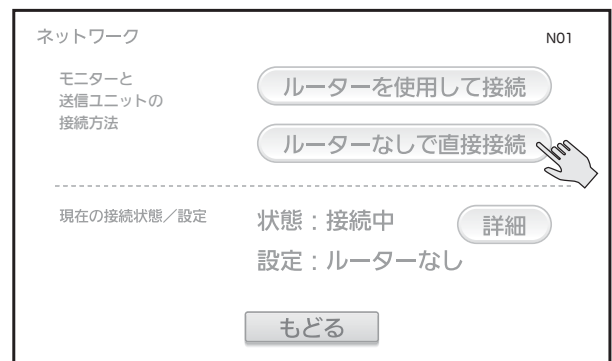 ネットワーク
N01
モニターと
送信ユニットの
接続方法
ルーターを使用して接続
ルーターなしで直接接続
現在の接続状態／設定
状態：接続中
詳細
設定：ルーターなし
もどる